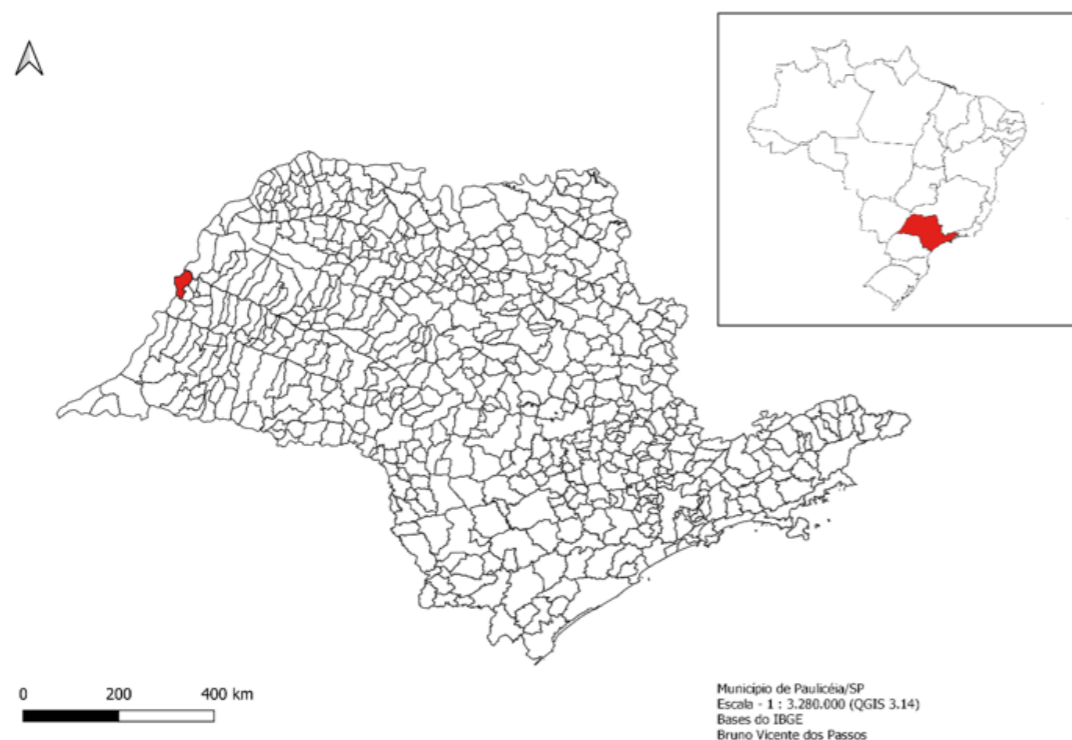 0 200 400 km
Municipio de Paulicéia/SP
Escala - 1 : 3.280.000 (QGIS 3.14)
Bases do IBGE
Bruno Vicente dos Passos